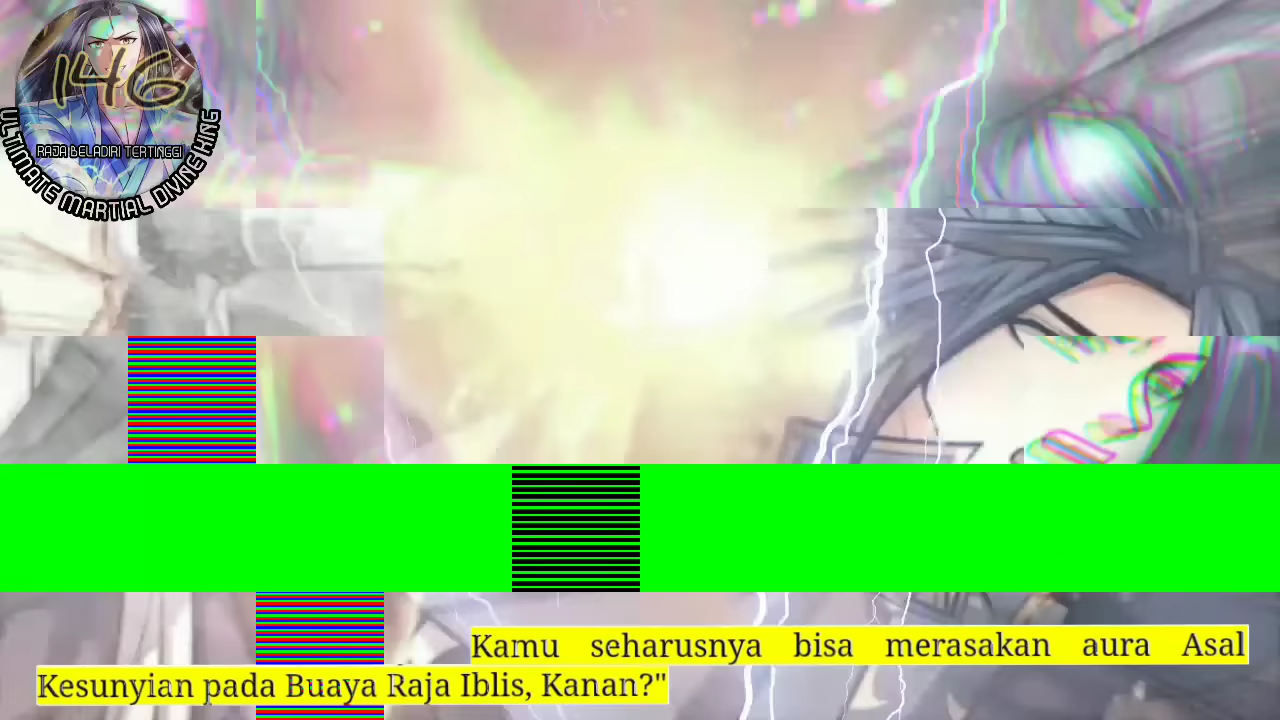 146
RAJA BELADIRI TERTINGGI
ULTIMATE MARTIAL DIVINE KING
Kamu seharusnya bisa merasakan aura Asal
Kesunyian pada Buaya Raja Iblis, Kanan?"